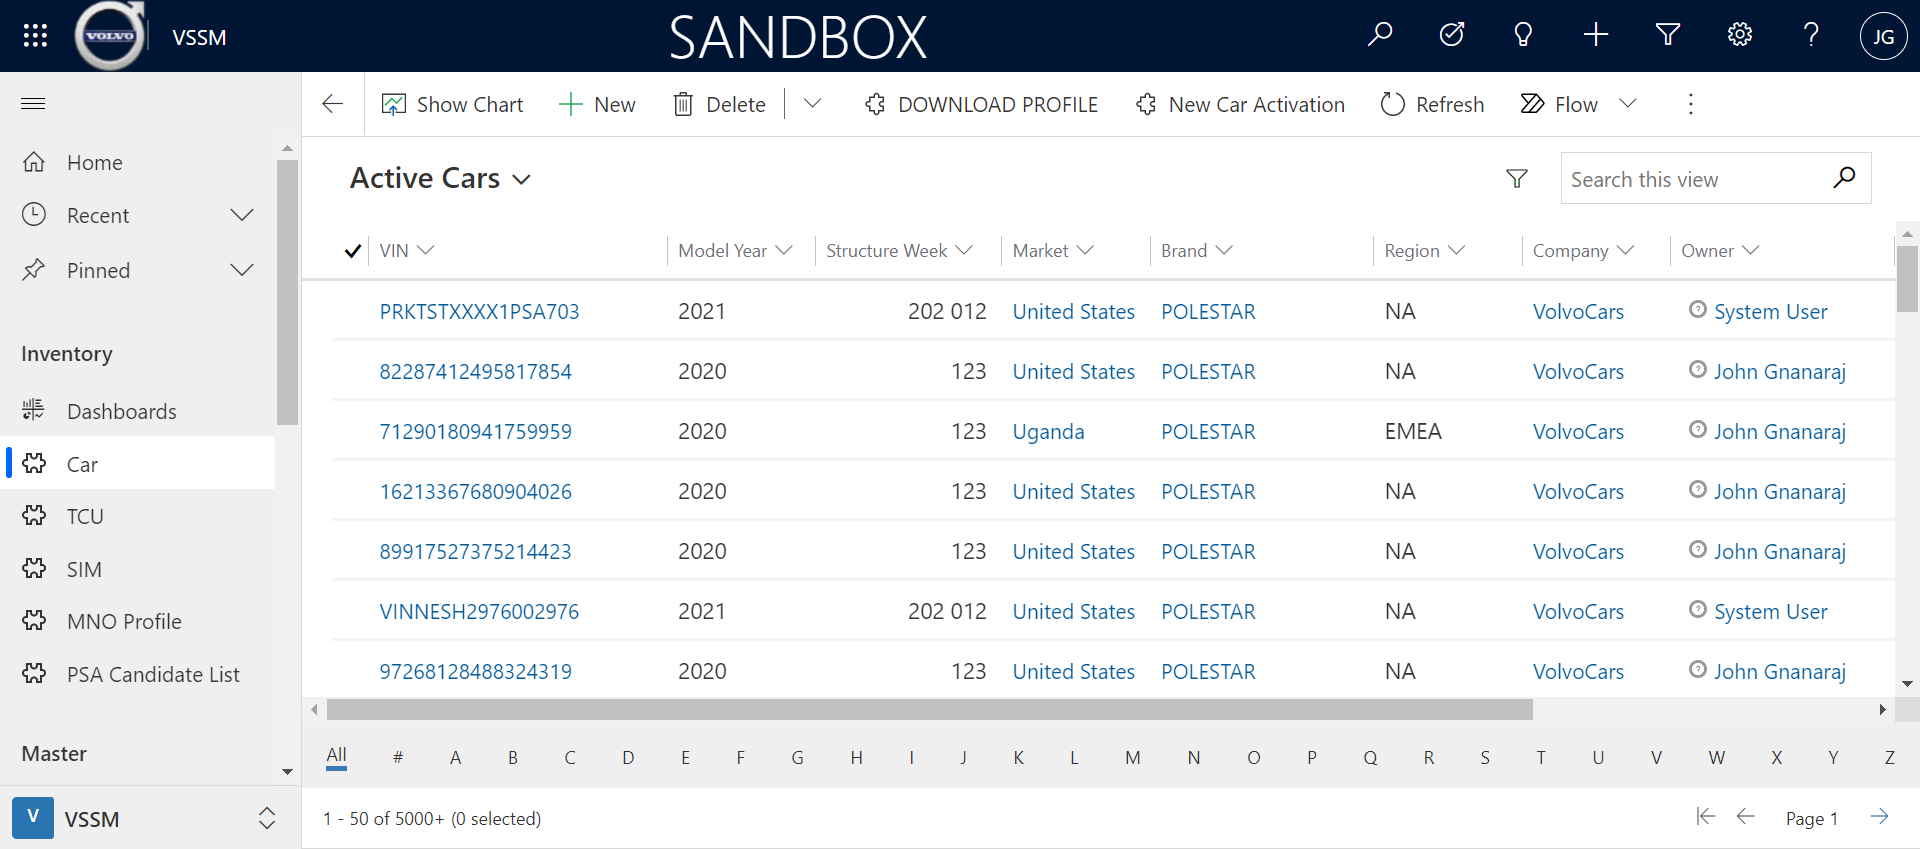 VOLVO VSSM SANDBOX JG
Show Chart New Delete DOWNLOAD PROFILE New Car Activation Refresh Flow
Home
Recent
Pinned
Inventory
Dashboards
Car
TCU
SIM
MNO Profile
PSA Candidate List
Master
V VSSM
Active Cars Search this view
VIN Model Year Structure Week Market Brand Region Company Owner
PRKTSTXXXX1PSA703 2021 202 012 United States POLESTAR NA VolvoCars System User
82287412495817854 2020 123 United States POLESTAR NA VolvoCars John Gnanaraj
71290180941759959 2020 123 Uganda POLESTAR EMEA VolvoCars John Gnanaraj
16213367680904026 2020 123 United States POLESTAR NA VolvoCars John Gnanaraj
89917527375214423 2020 123 United States POLESTAR NA VolvoCars John Gnanaraj
VINNESH2976002976 2021 202 012 United States POLESTAR NA VolvoCars System User
97268128488324319 2020 123 United States POLESTAR NA VolvoCars John Gnanaraj
All # A B C D E F G H I J K L M N O P Q R S T U V W X Y Z
1 - 50 of 5000+ (0 selected) Page 1